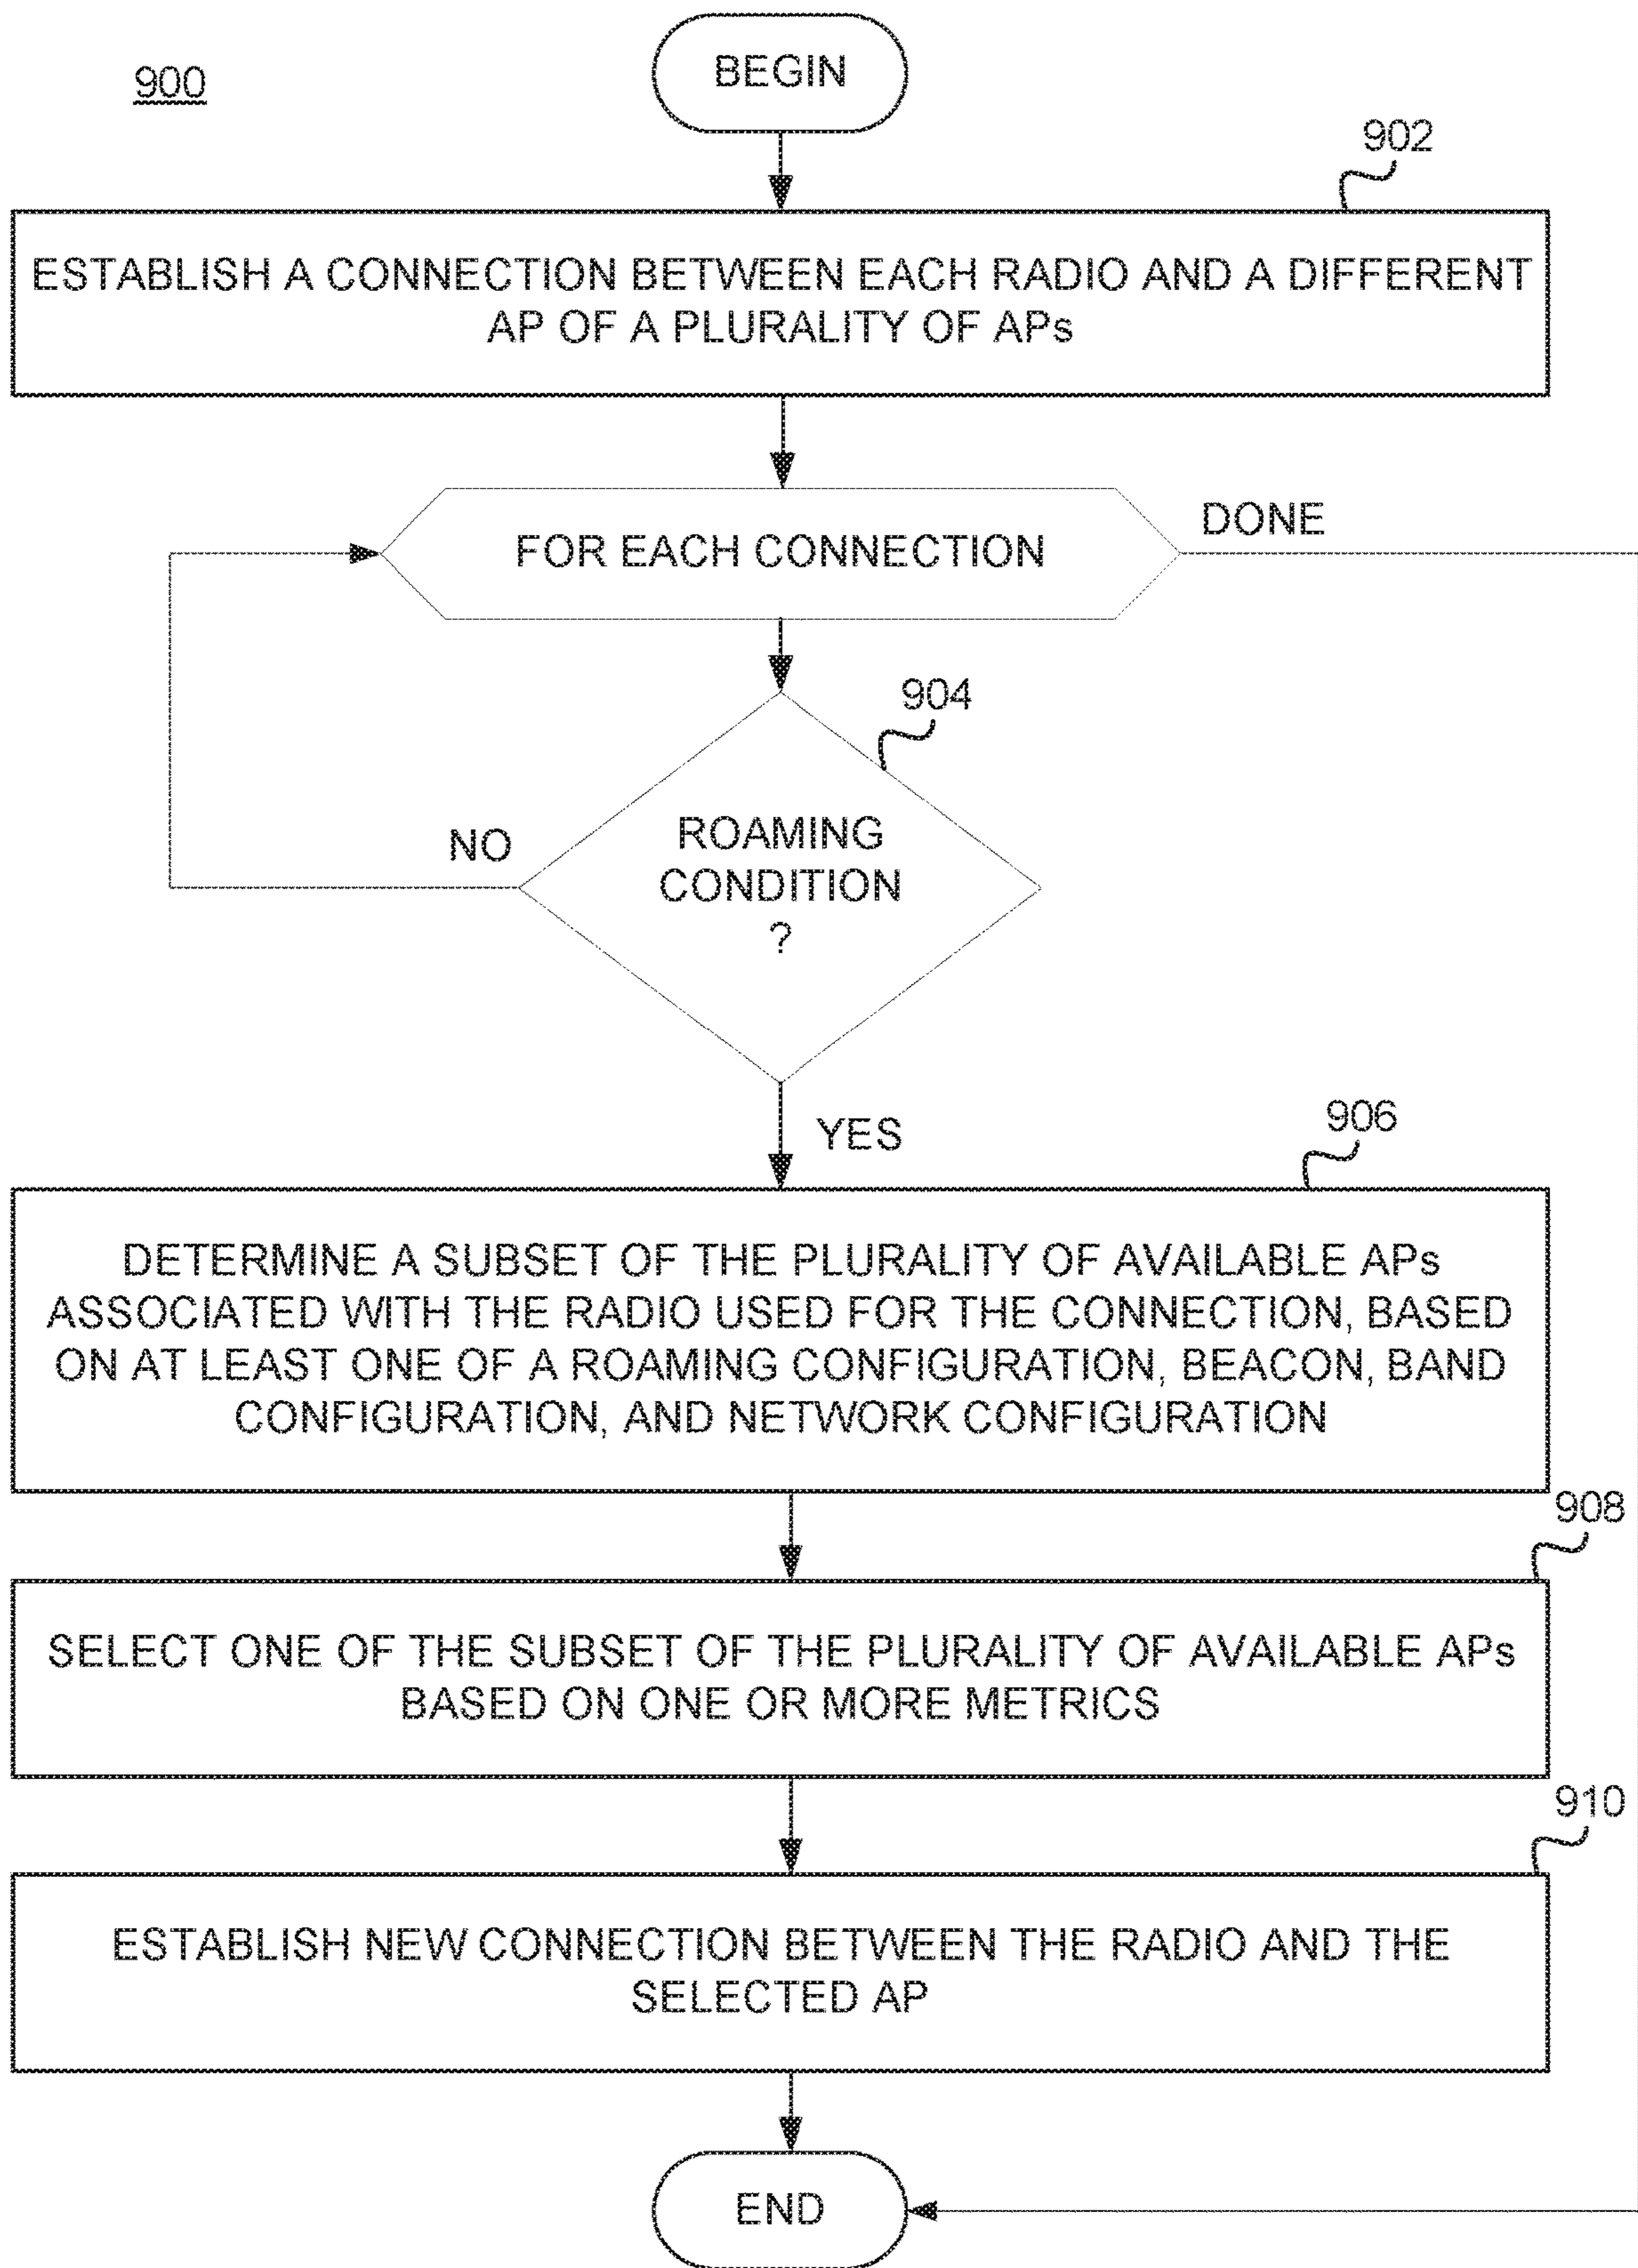 BEGIN
900
902
ESTABLISH A CONNECTION BETWEEN EACH RADIO AND A DIFFERENT
AP OF A PLURALITY OF APs
FOR EACH CONNECTION
DONE
904
ROAMING
CONDITION
?
NO
YES
906
DETERMINE A SUBSET OF THE PLURALITY OF AVAILABLE APs
ASSOCIATED WITH THE RADIO USED FOR THE CONNECTION, BASED
ON AT LEAST ONE OF A ROAMING CONFIGURATION, BEACON, BAND
CONFIGURATION, AND NETWORK CONFIGURATION
908
SELECT ONE OF THE SUBSET OF THE PLURALITY OF AVAILABLE APs
BASED ON ONE OR MORE METRICS
910
ESTABLISH NEW CONNECTION BETWEEN THE RADIO AND THE
SELECTED AP
END